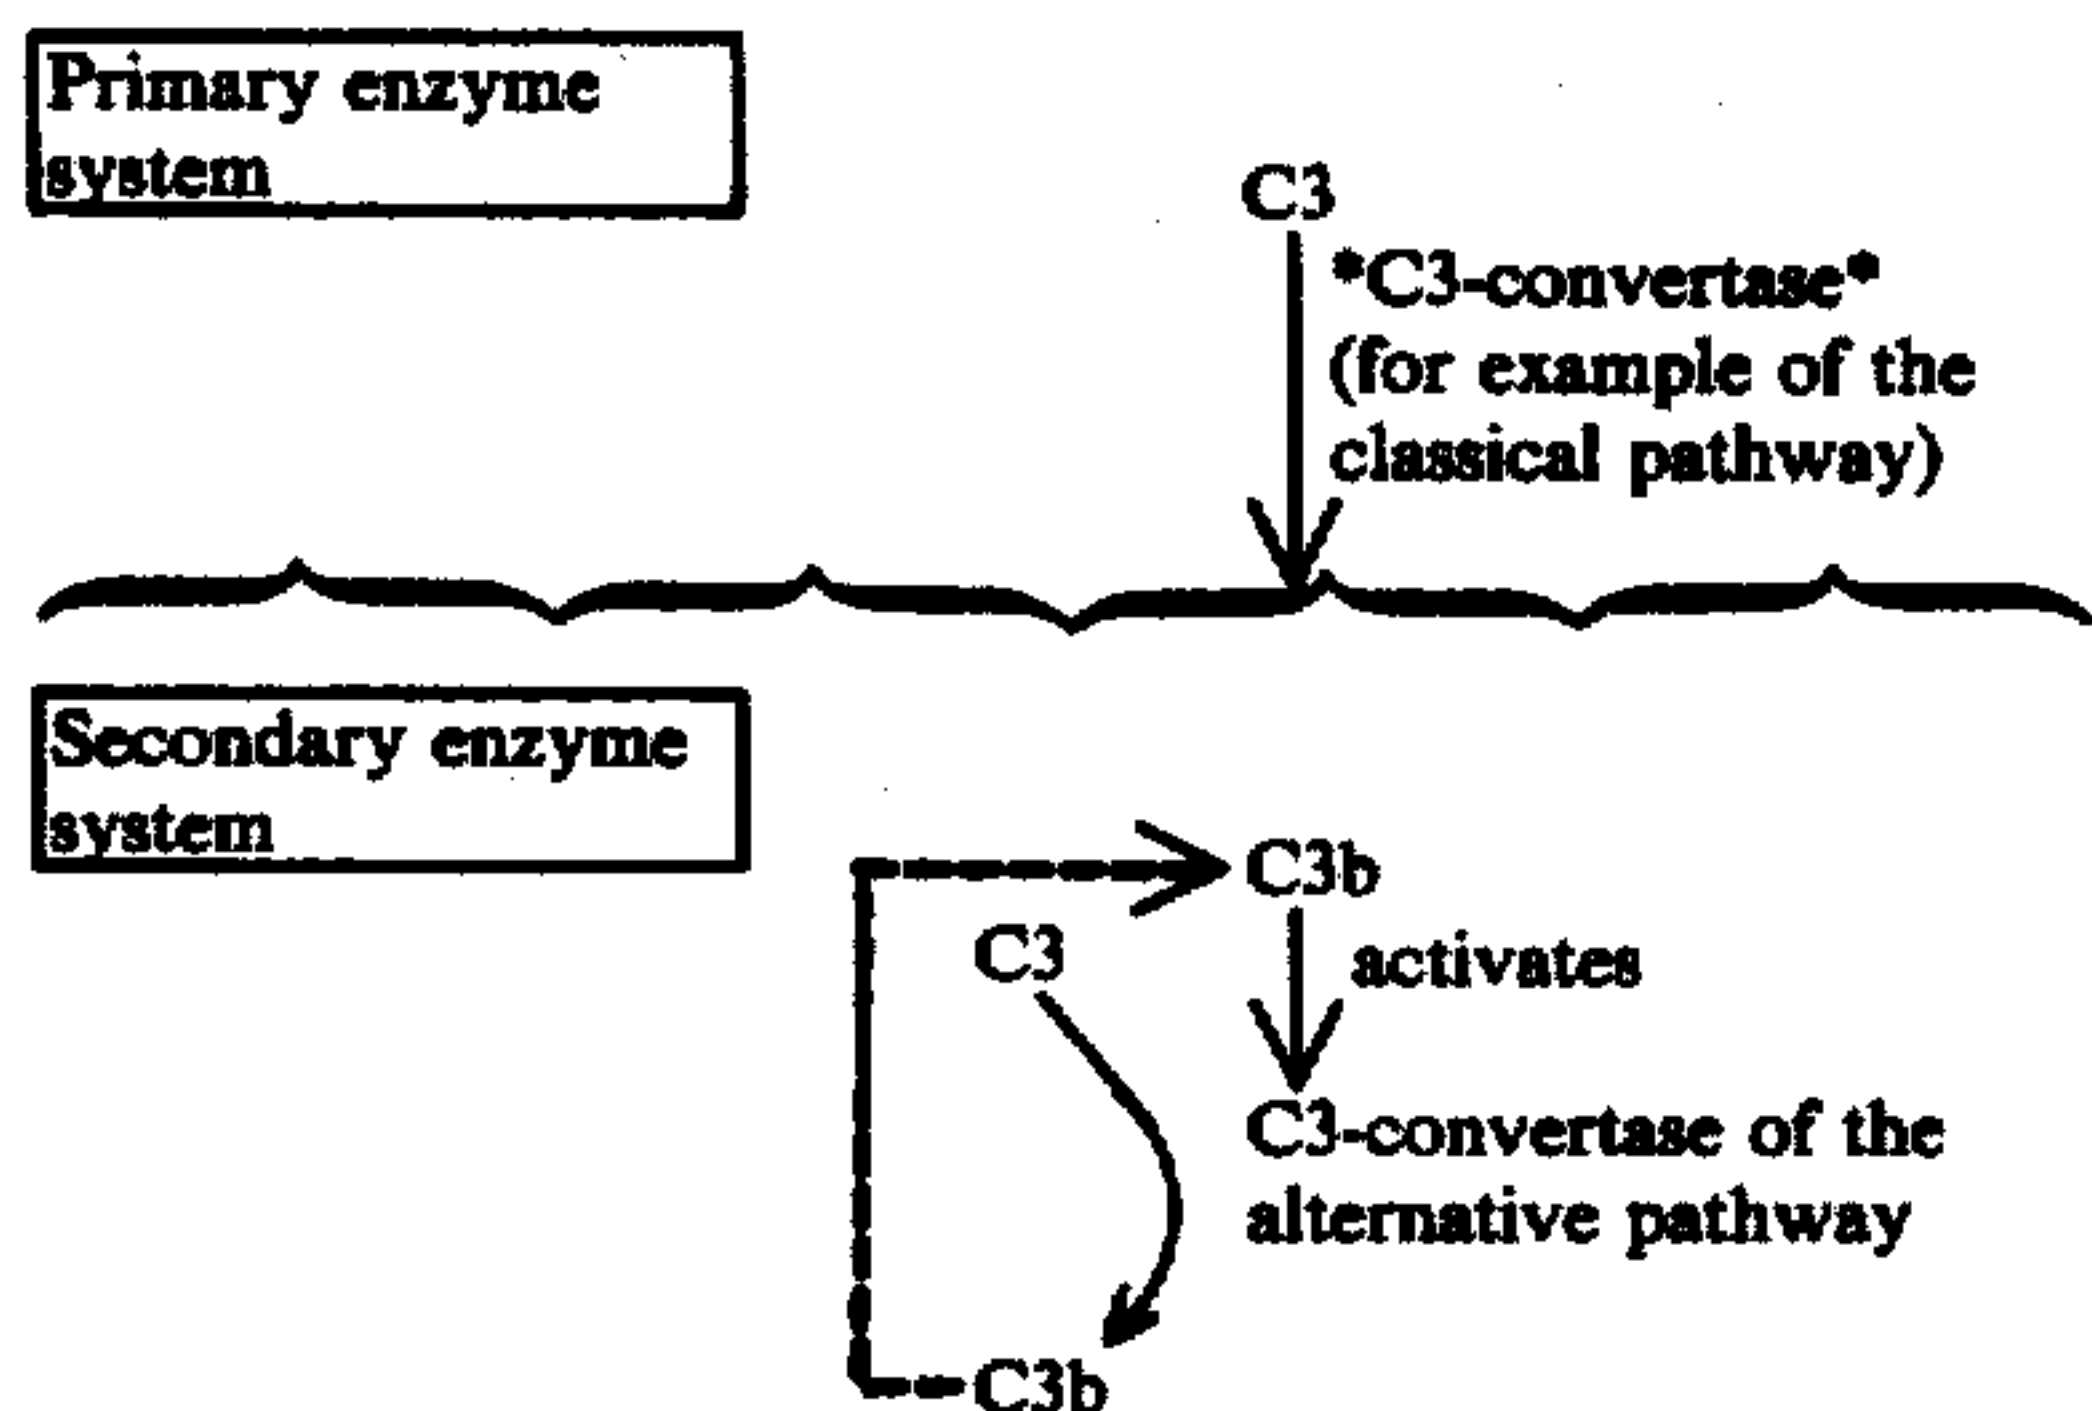 Primary enzyme
system
C3
*C3-convertase*
(for example of the
classical pathway)
Secondary enzyme
system
C3b
C3
activates
C3-convertase of the
alternative pathway
C3b